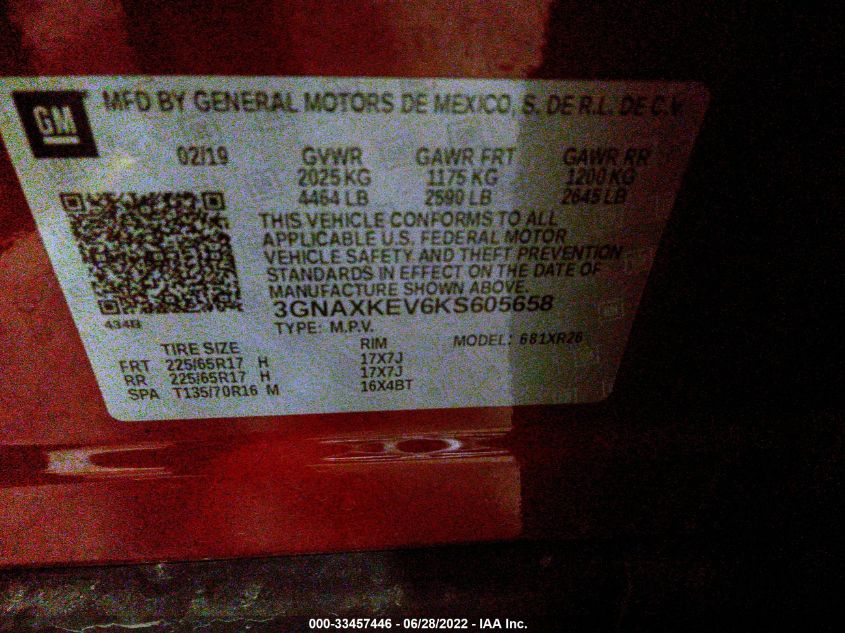 GM
MFD BY GENERAL MOTORS DE MEXICO, S. DE R.L. DE C.V
02/19 GVWR GAWR FRT GAWR RR
2025 KG 1175 KG 1200 KG
4464 LB 2590 LB 2645 LB
THIS VEHICLE CONFORMS TO ALL
APPLICABLE U.S. FEDERAL MOTOR
VEHICLE SAFETY AND THEFT PREVENTION
STANDARDS IN EFFECT ON THE DATE OF
MANUFACTURE SHOWN ABOVE.
3GNAXKEV6KS605658
434B
TYPE: M.P.V.
TIRE SIZE RIM MODEL: 681XR26
FRT 225/65R17 H 17X7J
RR 225/65R17 H 17X7J
SPA T135/70R16 M 16X4BT
000-33457446 - 06/28/2022 - IAA Inc.